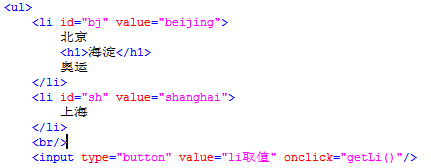 <ul>
<li id="bj" value="beijing">
北京
<h1>海淀</h1>
奥运
</li>
<li id="sh" value="shanghai">
上海
</li>
<br/>
<input type="button" value="li取值" onclick="getLi()"/>